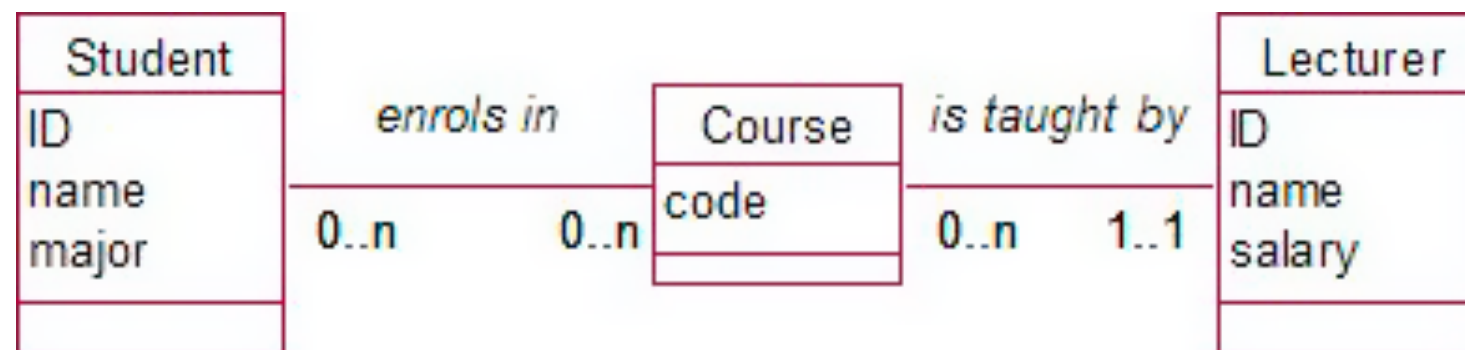 Student
ID
name
major
enrols in
0..n
0..n
Course
code
is taught by
0..n
1..1
Lecturer
ID
name
salary